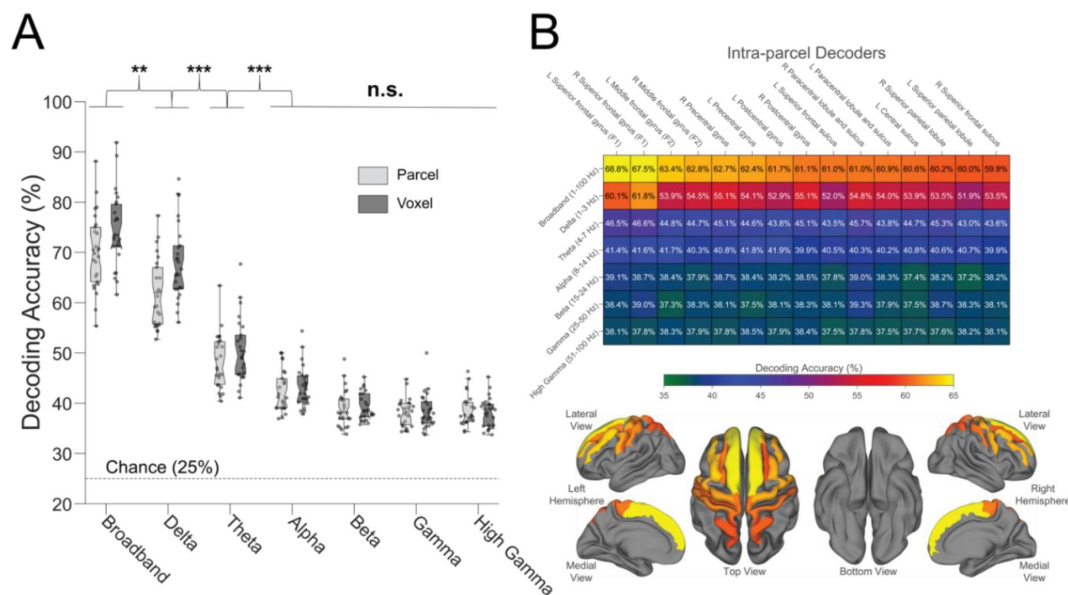 A
** *** *** n.s.
Decoding Accuracy (%)
100
90
80
70
60
50
40
30
20
Parcel
Voxel
Chance (25%)
Broadband
Delta
Theta
Alpha
Beta
Gamma
High Gamma
B
Intra-parcel Decoders
L Superior frontal gyrus (F1)
R Superior frontal gyrus (F1)
L Middle frontal gyrus (F2)
R Middle frontal gyrus (F2)
R Precentral gyrus
L Precentral gyrus
L Postcentral gyrus
R Postcentral gyrus
L Superior frontal sulcus
R Paracentral lobule and sulcus
L Paracentral lobule and sulcus
L Central sulcus
R Superior parietal lobule
L Superior parietal lobule
R Superior frontal sulcus
Broadband (1-100 Hz) 68.8% 67.5% 63.4% 62.8% 62.7% 62.4% 61.7% 61.1% 61.0% 61.0% 60.9% 60.6% 60.2% 60.0% 59.9%
Delta (1-3 Hz) 60.1% 61.8% 53.9% 54.5% 55.1% 54.1% 52.9% 55.1% 52.0% 54.8% 54.0% 53.9% 53.5% 51.9% 53.5%
Theta (4-7 Hz) 46.5% 46.6% 44.8% 44.7% 45.1% 44.6% 43.8% 45.1% 43.5% 45.7% 43.8% 44.7% 45.3% 43.0% 43.6%
Alpha (8-14 Hz) 41.4% 41.6% 41.7% 40.3% 40.8% 41.8% 41.9% 39.9% 40.5% 40.3% 40.2% 40.8% 40.6% 40.7% 39.9%
Beta (15-24 Hz) 39.1% 38.7% 38.4% 37.9% 38.7% 38.4% 38.2% 38.5% 37.8% 39.0% 38.3% 37.4% 38.2% 37.2% 38.2%
Gamma (25-50 Hz) 38.4% 39.0% 37.3% 38.3% 38.1% 37.5% 38.1% 38.3% 38.1% 39.3% 37.9% 37.5% 38.7% 38.3% 38.1%
High Gamma (51-100 Hz) 38.1% 37.8% 38.3% 37.9% 37.8% 38.5% 37.9% 38.4% 37.5% 37.8% 37.5% 37.7% 37.6% 38.2% 38.1%
Decoding Accuracy (%)
35 40 45 50 55 60 65
Lateral View
Left Hemisphere
Medial View
Top View
Bottom View
Lateral View
Right Hemisphere
Medial View